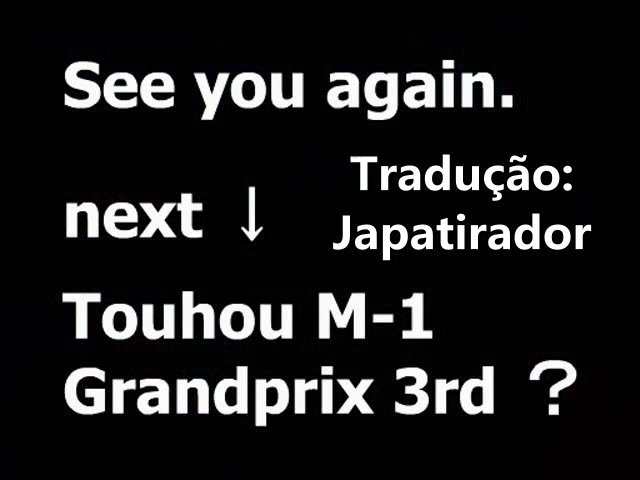 See you again.
Tradução:
Japatirador
next ↓
Touhou M-1
Grandprix 3rd ?